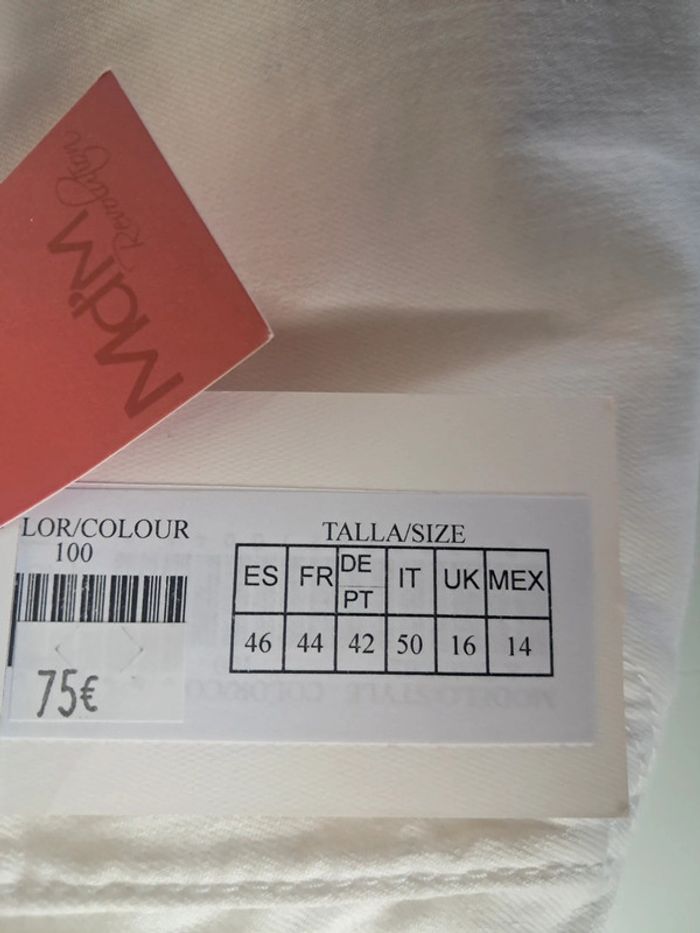 MdM
Revolution
LOR/COLOUR
100
75€
TALLA/SIZE
ES FR DE PT IT UK MEX
46 44 42 50 16 14